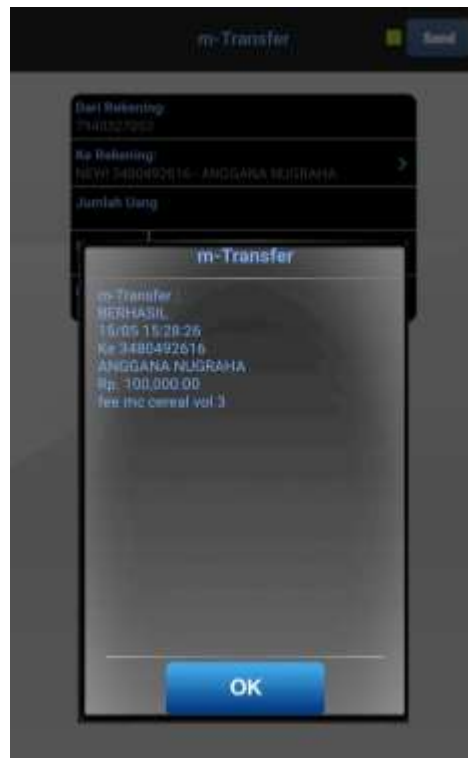 m-Transfer
Send
Dari Rekening:
Ke Rekening:
NEW! 3480492616 - ANGGANA NUGRAHA
Jumlah Uang
m-Transfer
m-Transfer
BERHASIL
15/05 15:28:26
Ke 3480492616
ANGGANA NUGRAHA
Rp. 100,000.00
fee mc cereal vol 3
OK